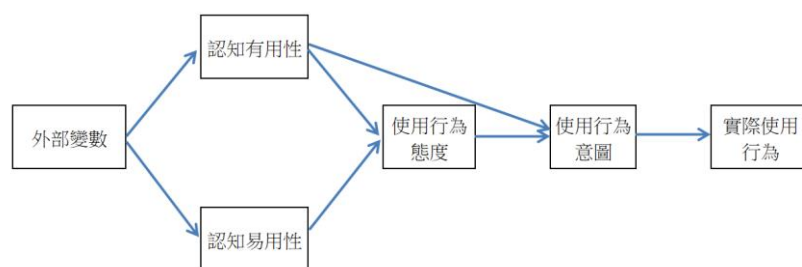 認知有用性
外部變數
使用行為
態度
使用行為
意圖
實際使用
行為
認知易用性